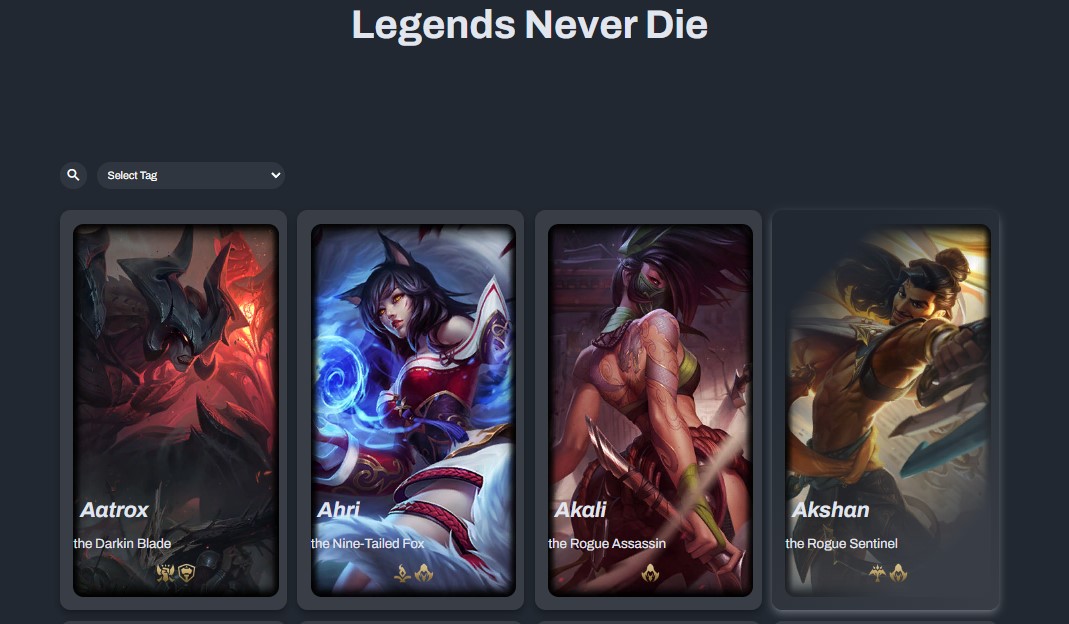 Legends Never Die
Select Tag
Aatrox
the Darkin Blade
Ahri
the Nine-Tailed Fox
Akali
the Rogue Assassin
Akshan
the Rogue Sentinel